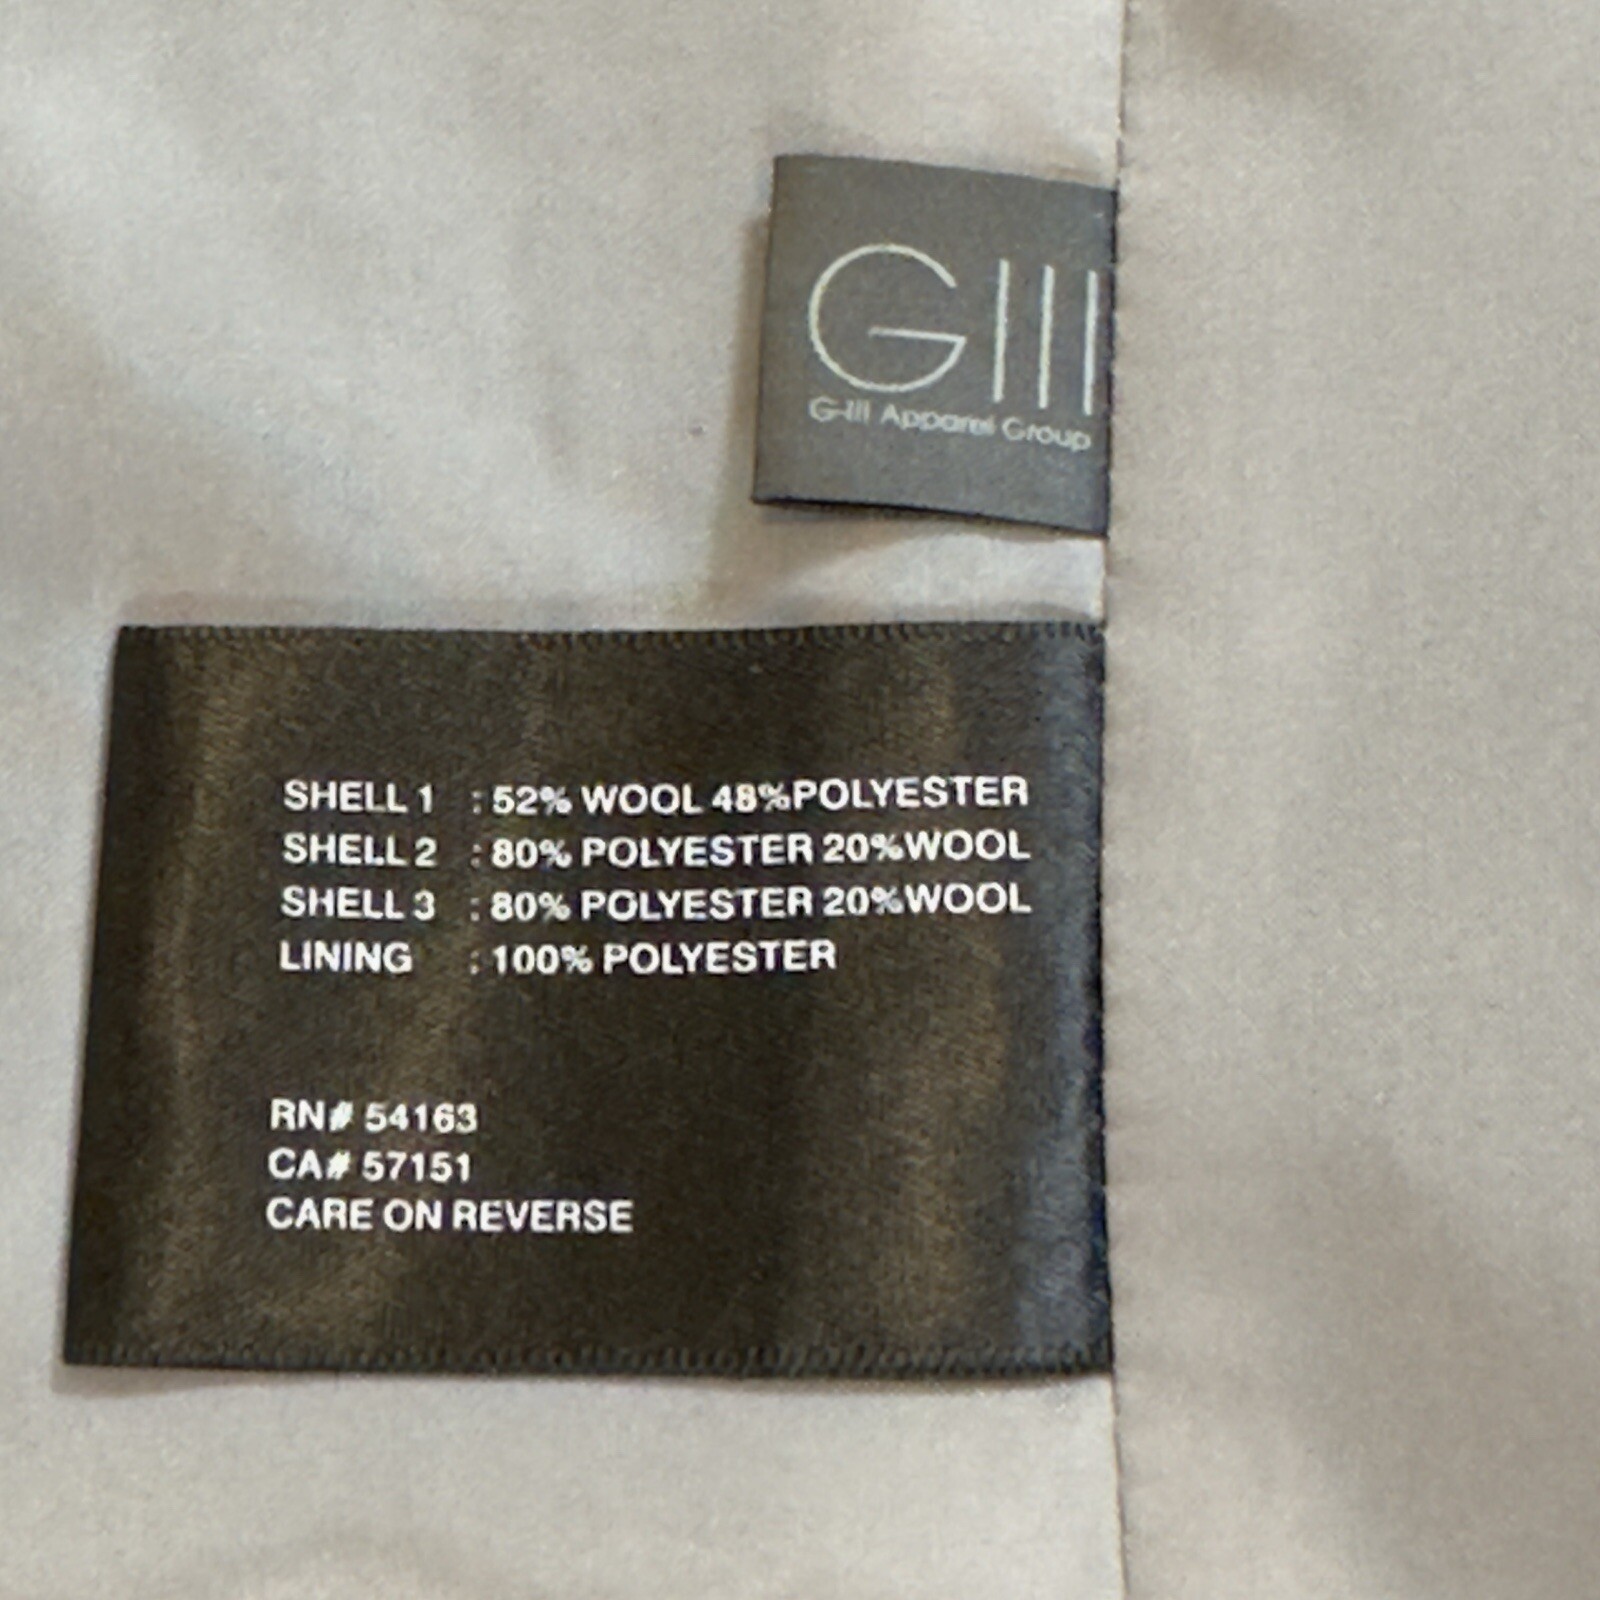 GIII
G-III Apparel Group
SHELL 1 : 52% WOOL 48%POLYESTER
SHELL 2 : 80% POLYESTER 20%WOOL
SHELL 3 : 80% POLYESTER 20%WOOL
LINING : 100% POLYESTER
RN# 54163
CA# 57151
CARE ON REVERSE